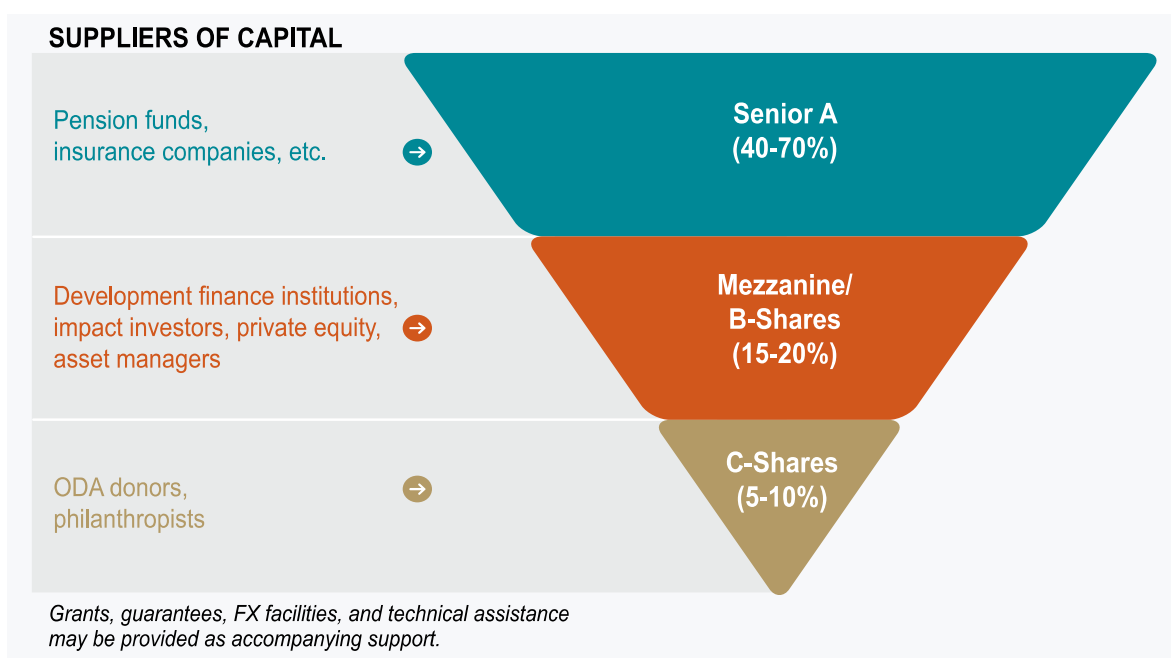 SUPPLIERS OF CAPITAL
Pension funds,
insurance companies, etc.
Senior A
(40-70%)
Development finance institutions,
impact investors, private equity,
asset managers
Mezzanine/
B-Shares
(15-20%)
ODA donors,
philanthropists
C-Shares
(5-10%)
Grants, guarantees, FX facilities, and technical assistance
may be provided as accompanying support.